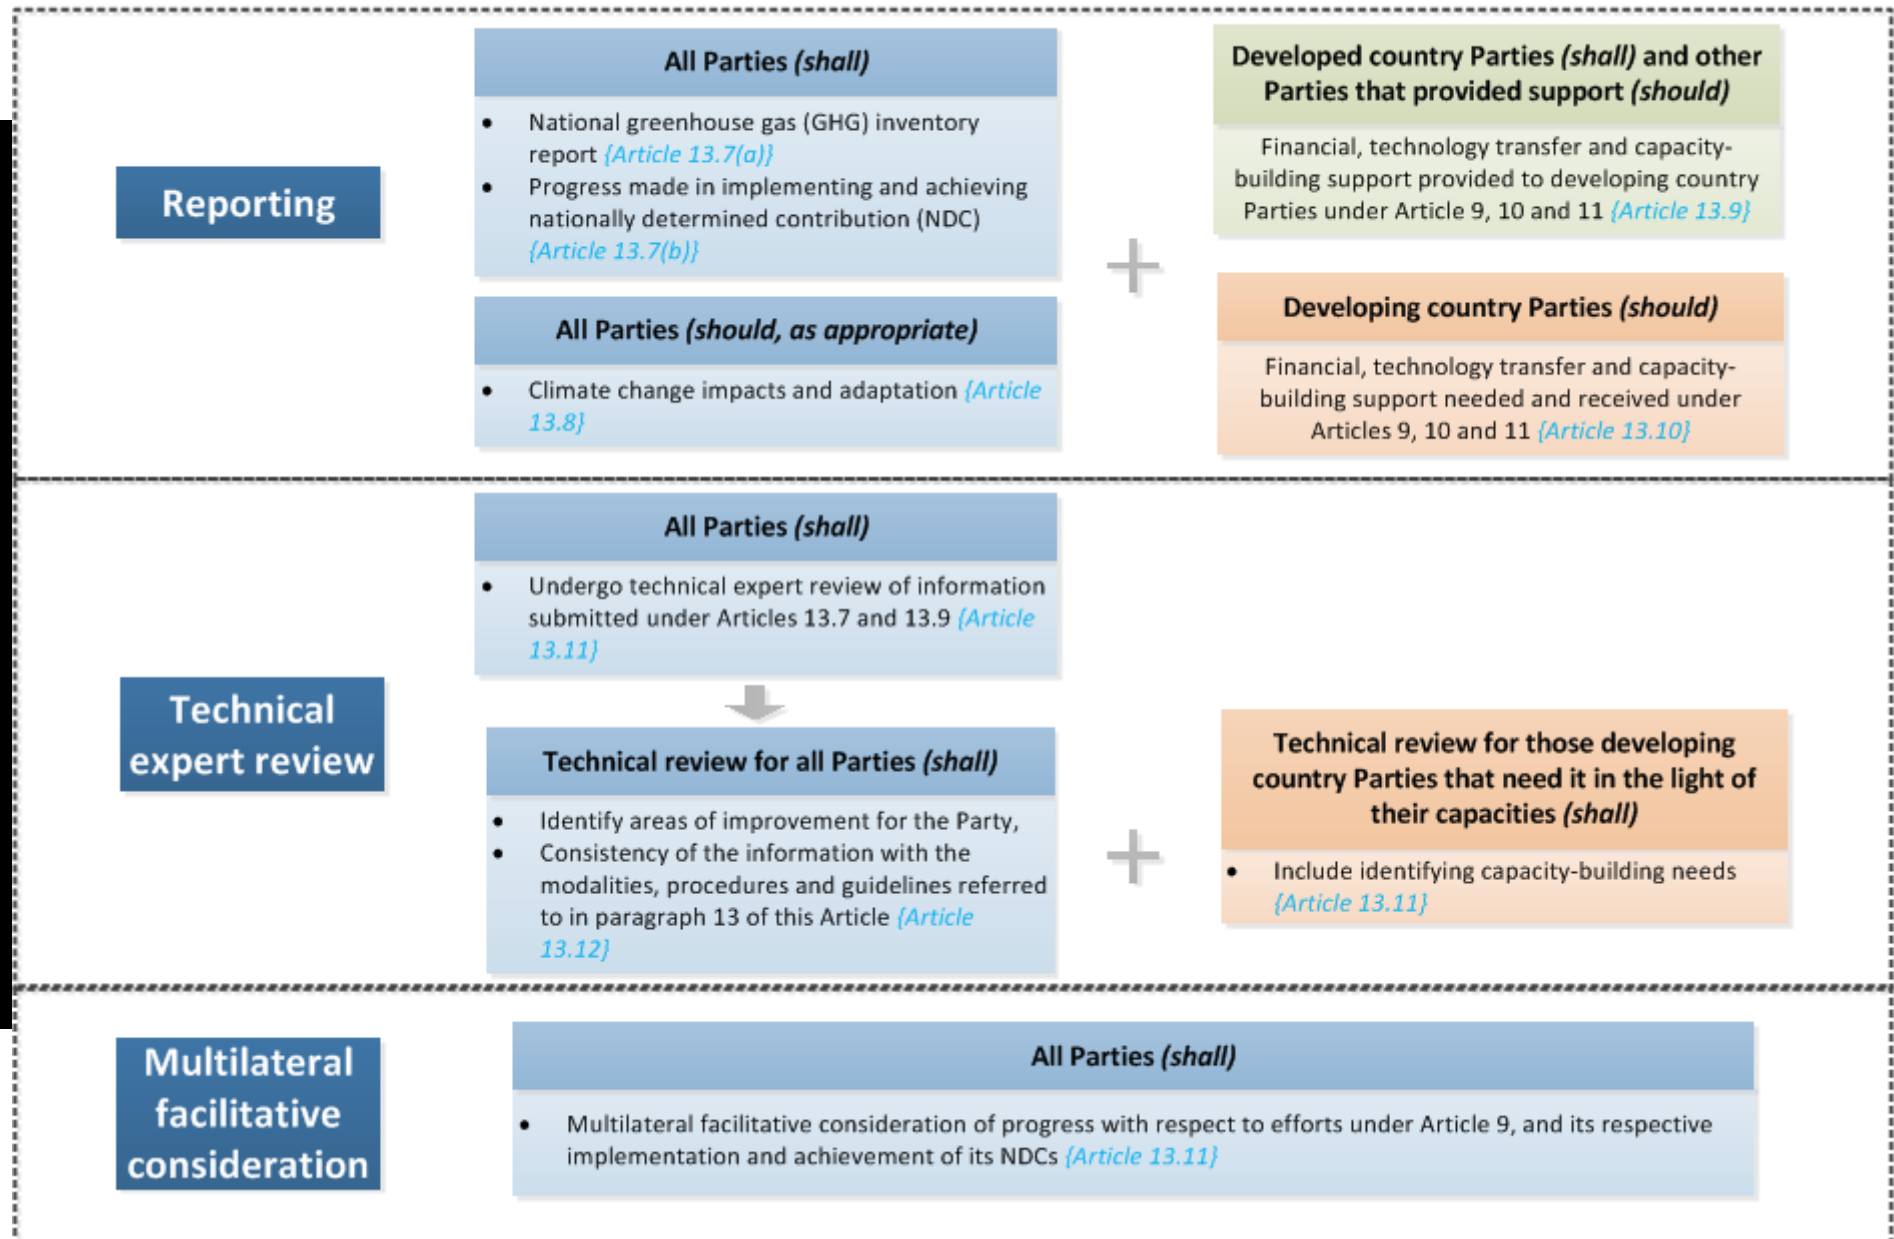 Reporting
All Parties (shall)
• National greenhouse gas (GHG) inventory
report {Article 13.7(a)}
• Progress made in implementing and achieving
nationally determined contribution (NDC)
{Article 13.7(b)}
All Parties (should, as appropriate)
• Climate change impacts and adaptation {Article
13.8}
Developed country Parties (shall) and other
Parties that provided support (should)
Financial, technology transfer and capacity-
building support provided to developing country
Parties under Article 9, 10 and 11 {Article 13.9}
Developing country Parties (should)
Financial, technology transfer and capacity-
building support needed and received under
Articles 9, 10 and 11 {Article 13.10}
Technical
expert review
All Parties (shall)
• Undergo technical expert review of information
submitted under Articles 13.7 and 13.9 {Article
13.11}
Technical review for all Parties (shall)
• Identify areas of improvement for the Party,
• Consistency of the information with the
modalities, procedures and guidelines referred
to in paragraph 13 of this Article {Article
13.12}
Technical review for those developing
country Parties that need it in the light of
their capacities (shall)
• Include identifying capacity-building needs
{Article 13.11}
Multilateral
facilitative
consideration
All Parties (shall)
• Multilateral facilitative consideration of progress with respect to efforts under Article 9, and its respective
implementation and achievement of its NDCs {Article 13.11}